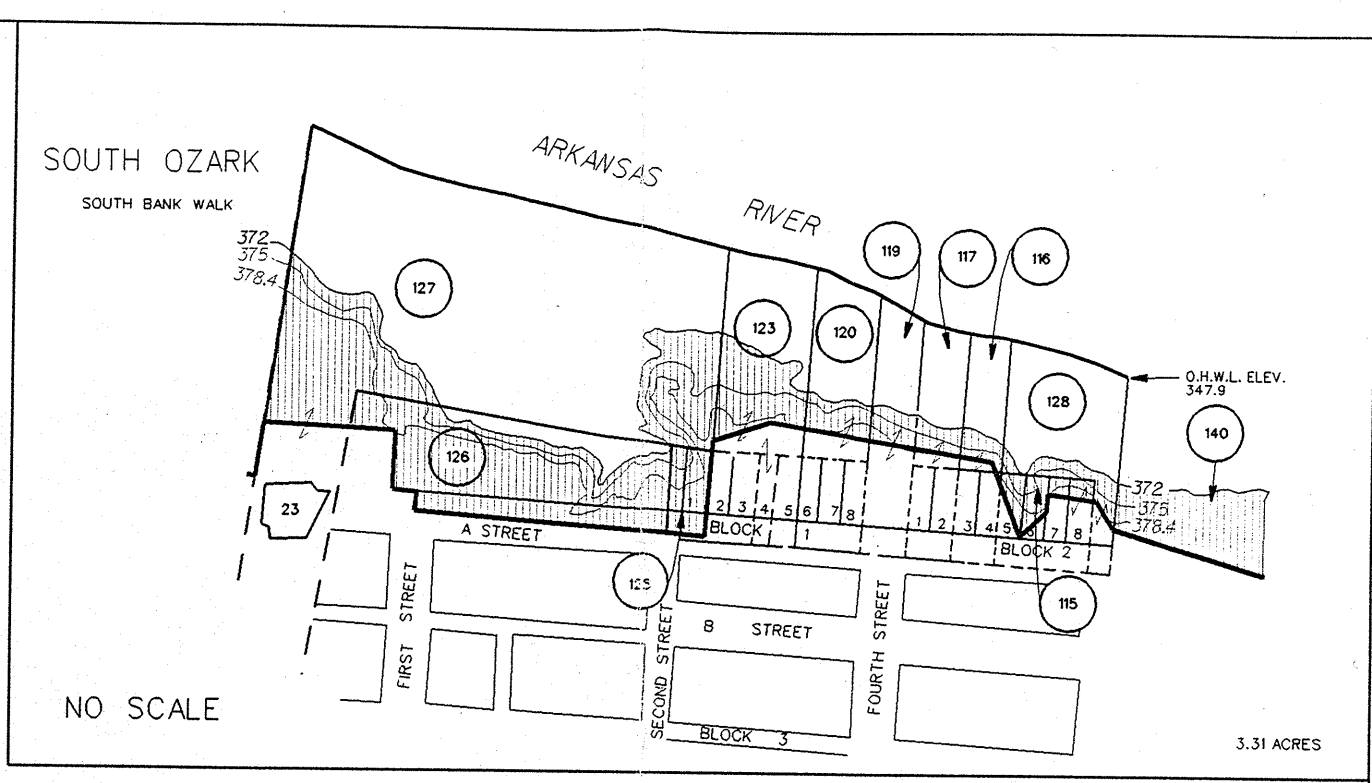 ARKANSAS
RIVER
SOUTH OZARK
SOUTH BANK WALK
372
375
378.4
127
123
120
119
117
116
128
O.H.W.L. ELEV.
347.9
140
126
23
1
2 3 4 5 6 7 8
BLOCK
1
1 2 3 4 5 6 7 8
BLOCK 2
372
375
378.4
A STREET
125
115
8 STREET
FIRST STREET
SECOND STREET
FOURTH STREET
BLOCK 3
NO SCALE
3.31 ACRES